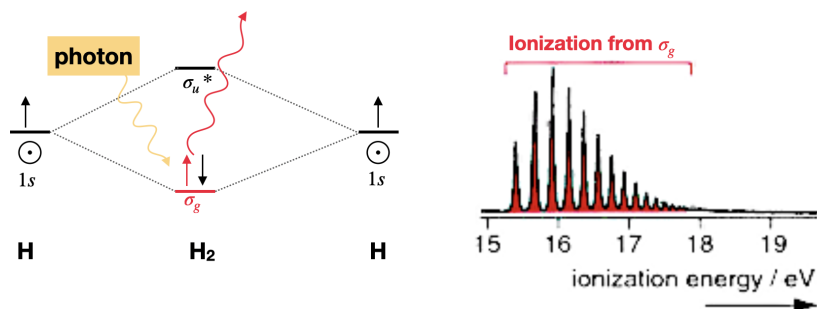 photon
σu*
1s
σg
1s
H
H2
H
Ionization from σg
15 16 17 18 19
ionization energy / eV